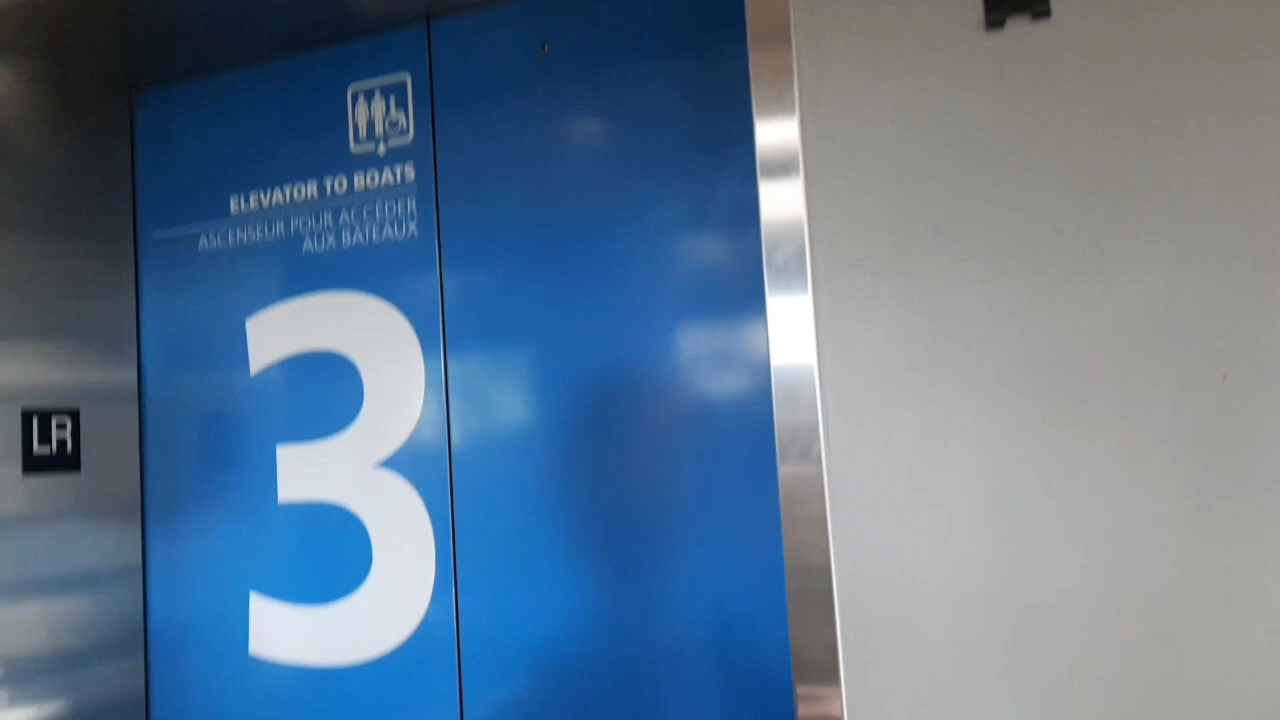 ELEVATOR TO BOATS
ASCENSEUR POUR ACCÉDER
AUX BATEAUX
3
LR